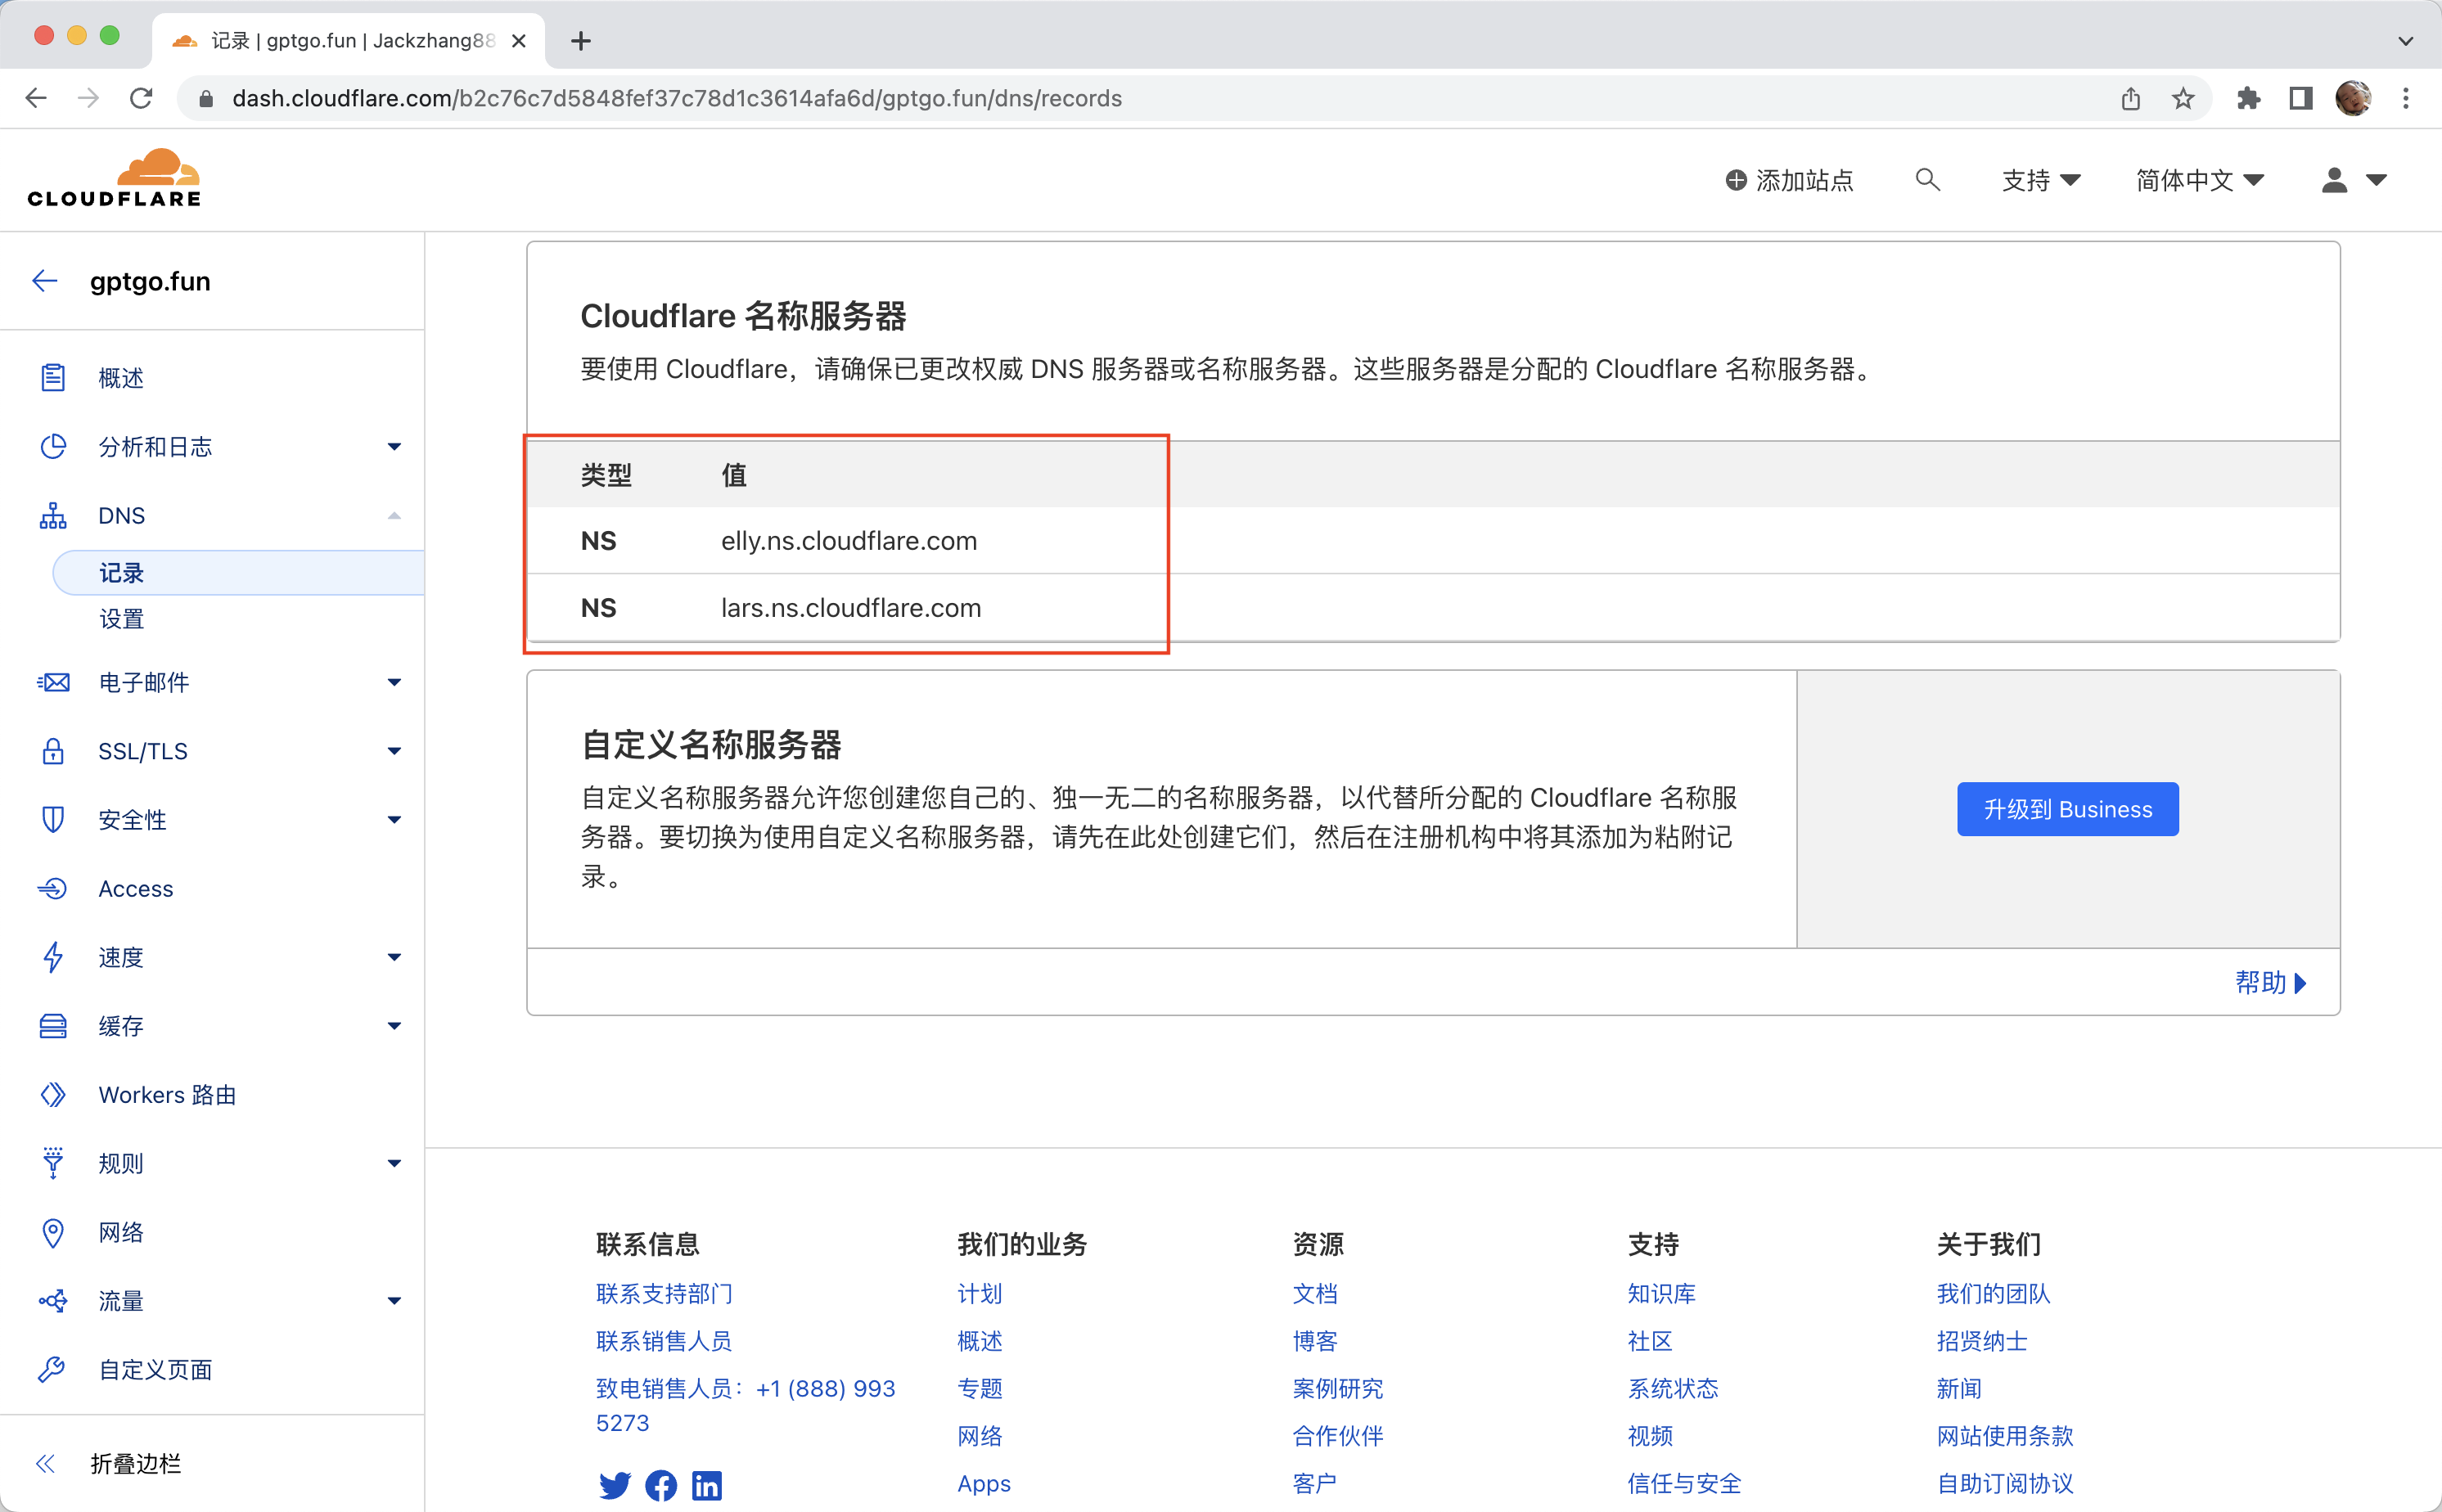 记录 | gptgo.fun | Jackzhang88
dash.cloudflare.com/b2c76c7d5848fef37c78d1c3614afa6d/gptgo.fun/dns/records
CLOUDFLARE
添加站点
支持
简体中文
gptgo.fun
概述
分析和日志
DNS
记录
设置
电子邮件
SSL/TLS
安全性
Access
速度
缓存
Workers 路由
规则
网络
流量
自定义页面
折叠边栏
Cloudflare 名称服务器
要使用 Cloudflare，请确保已更改权威 DNS 服务器或名称服务器。这些服务器是分配的 Cloudflare 名称服务器。
类型 值
NS elly.ns.cloudflare.com
NS lars.ns.cloudflare.com
自定义名称服务器
自定义名称服务器允许您创建您自己的、独一无二的名称服务器，以代替所分配的 Cloudflare 名称服
务器。要切换为使用自定义名称服务器，请先在此处创建它们，然后在注册机构中将其添加为粘附记
录。
升级到 Business
帮助
联系信息
联系支持部门
联系销售人员
致电销售人员：+1 (888) 993
5273
我们的业务
计划
概述
专题
网络
Apps
资源
文档
博客
案例研究
合作伙伴
客户
支持
知识库
社区
系统状态
视频
信任与安全
关于我们
我们的团队
招贤纳士
新闻
网站使用条款
自助订阅协议